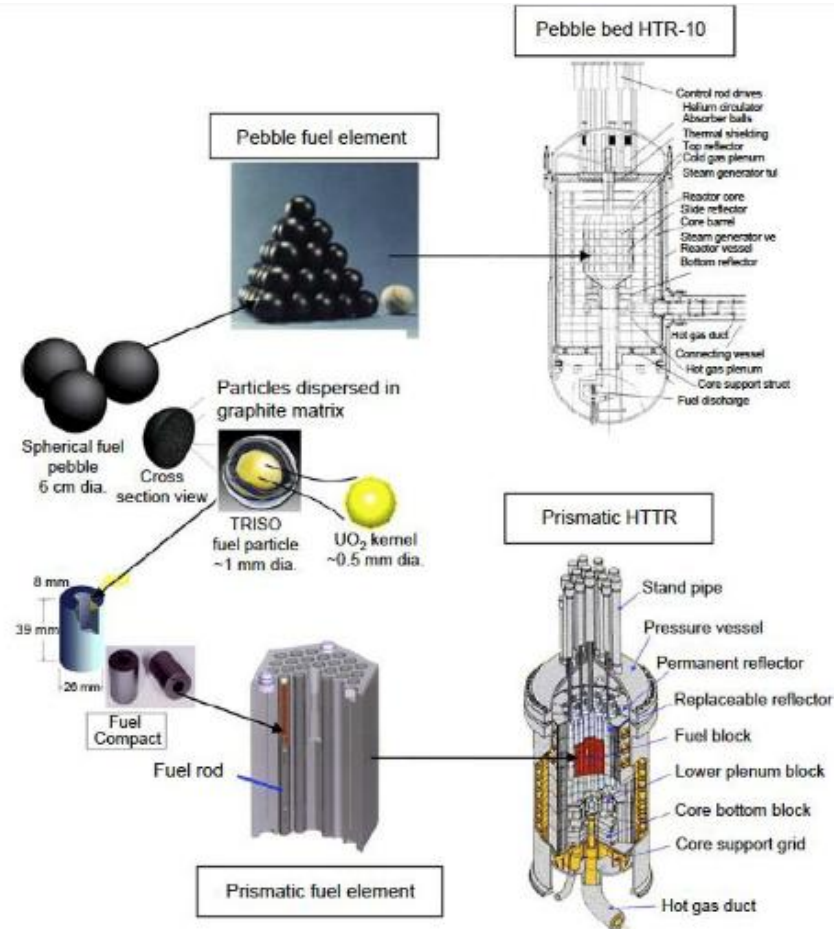 Pebble bed HTR-10
Control rod drives
Helium circulator
Absorber balls
Thermal shielding
Top reflector
Cold gas plenum
Steam generator tul
Reactor core
Slide reflector
Core barrel
Steam generator ve
Reactor vessel
Bottom reflector
Hot gas duct
Connecting vessel
Hot gas plenum
Core support struct
Fuel discharge
Pebble fuel element
Spherical fuel
pebble
6 cm dia.
Particles dispersed in
graphite matrix
Cross
section view
TRISO
fuel particle
~1 mm dia.
UO₂ kernel
~0.5 mm dia.
8 mm
39 mm
26 mm
Fuel
Compact
Fuel rod
Prismatic fuel element
Prismatic HTTR
Stand pipe
Pressure vessel
Permanent reflector
Replaceable reflector
Fuel block
Lower plenum block
Core bottom block
Core support grid
Hot gas duct